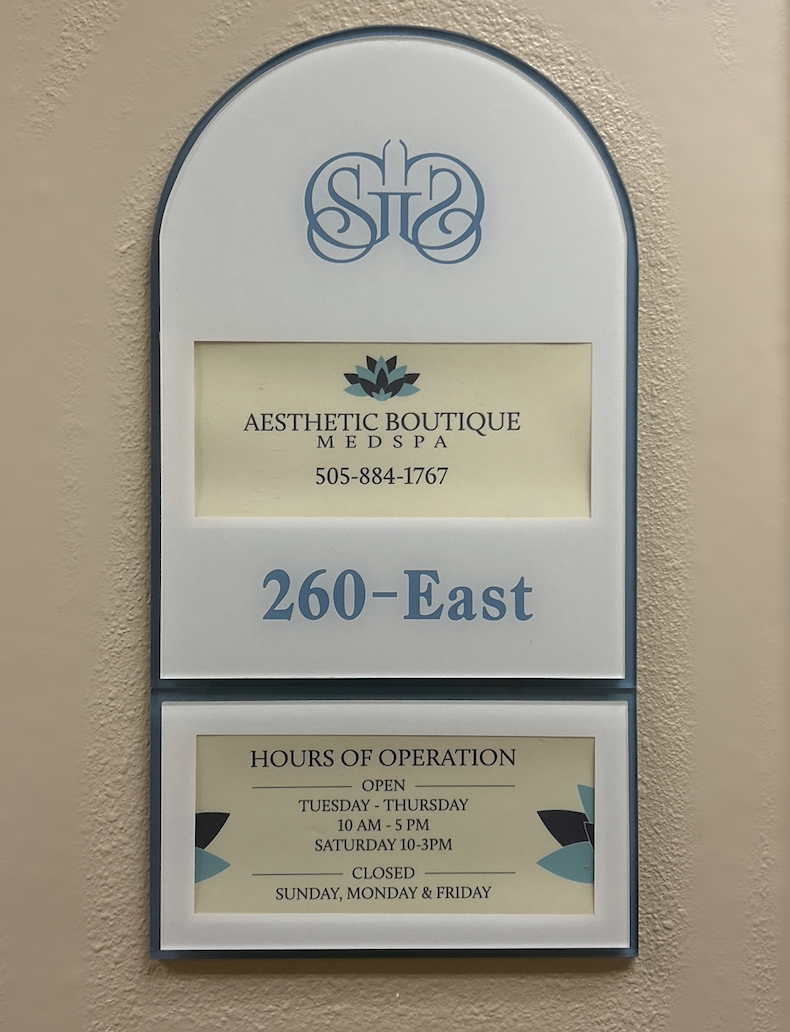 AESTHETIC BOUTIQUE
MEDSPA
505-884-1767
260-East
HOURS OF OPERATION
OPEN
TUESDAY - THURSDAY
10 AM - 5 PM
SATURDAY 10-3PM
CLOSED
SUNDAY, MONDAY & FRIDAY